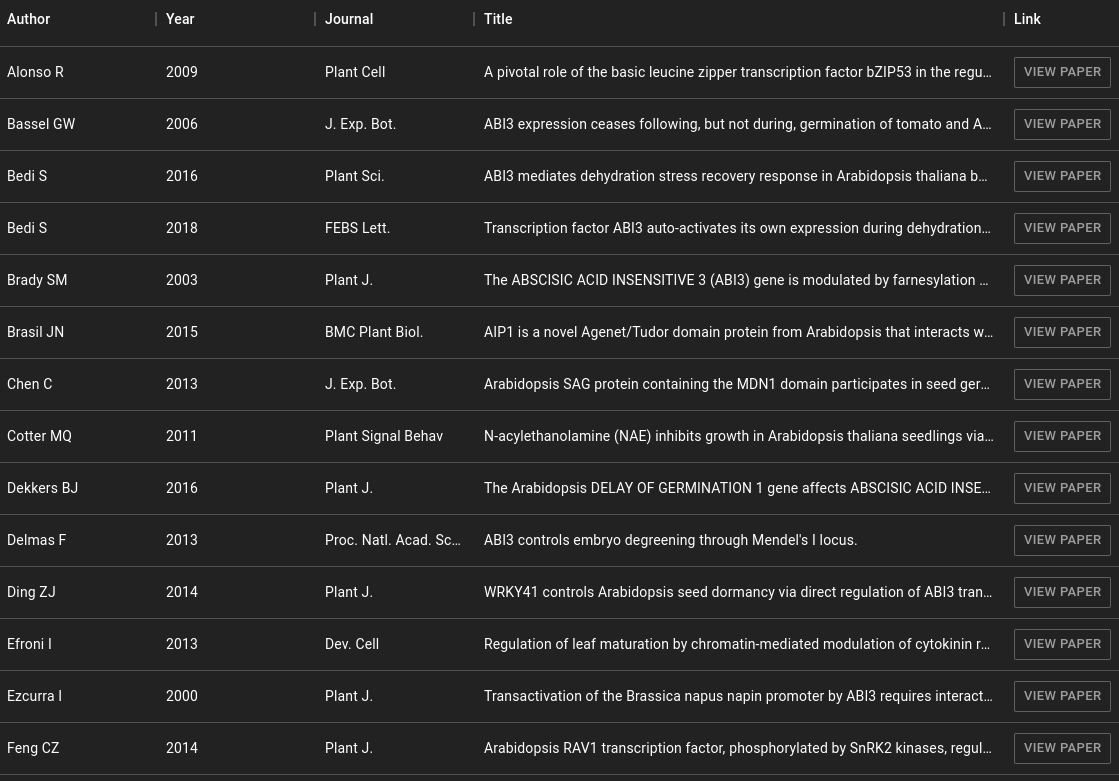 Author | Year | Journal | Title | Link
Alonso R 2009 Plant Cell A pivotal role of the basic leucine zipper transcription factor bZIP53 in the regu… VIEW PAPER
Bassel GW 2006 J. Exp. Bot. ABI3 expression ceases following, but not during, germination of tomato and A… VIEW PAPER
Bedi S 2016 Plant Sci. ABI3 mediates dehydration stress recovery response in Arabidopsis thaliana b… VIEW PAPER
Bedi S 2018 FEBS Lett. Transcription factor ABI3 auto-activates its own expression during dehydration… VIEW PAPER
Brady SM 2003 Plant J. The ABSCISIC ACID INSENSITIVE 3 (ABI3) gene is modulated by farnesylation … VIEW PAPER
Brasil JN 2015 BMC Plant Biol. AIP1 is a novel Agenet/Tudor domain protein from Arabidopsis that interacts w… VIEW PAPER
Chen C 2013 J. Exp. Bot. Arabidopsis SAG protein containing the MDN1 domain participates in seed ger… VIEW PAPER
Cotter MQ 2011 Plant Signal Behav N-acylethanolamine (NAE) inhibits growth in Arabidopsis thaliana seedlings via… VIEW PAPER
Dekkers BJ 2016 Plant J. The Arabidopsis DELAY OF GERMINATION 1 gene affects ABSCISIC ACID INSE… VIEW PAPER
Delmas F 2013 Proc. Natl. Acad. Sc… ABI3 controls embryo degreening through Mendel's I locus. VIEW PAPER
Ding ZJ 2014 Plant J. WRKY41 controls Arabidopsis seed dormancy via direct regulation of ABI3 tran… VIEW PAPER
Efroni I 2013 Dev. Cell Regulation of leaf maturation by chromatin-mediated modulation of cytokinin r… VIEW PAPER
Ezcurra I 2000 Plant J. Transactivation of the Brassica napus napin promoter by ABI3 requires interact… VIEW PAPER
Feng CZ 2014 Plant J. Arabidopsis RAV1 transcription factor, phosphorylated by SnRK2 kinases, regul… VIEW PAPER